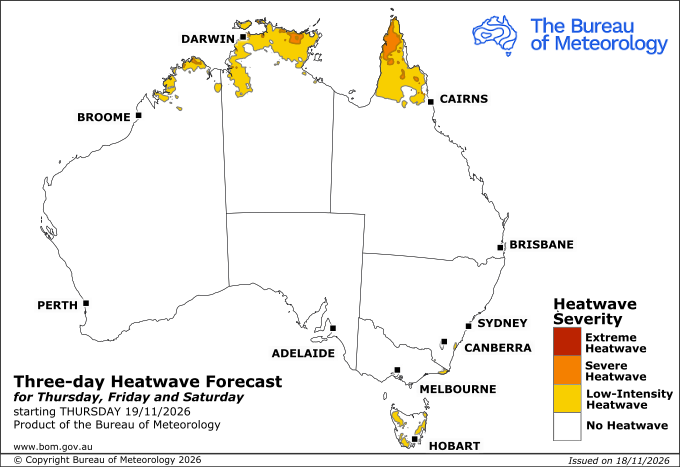 The Bureau
of Meteorology
DARWIN
CAIRNS
BROOME
BRISBANE
PERTH
SYDNEY
ADELAIDE
CANBERRA
MELBOURNE
HOBART
Heatwave
Severity
Extreme
Heatwave
Severe
Heatwave
Low-Intensity
Heatwave
No Heatwave
Three-day Heatwave Forecast
for Thursday, Friday and Saturday
starting THURSDAY 19/11/2026
Product of the Bureau of Meteorology
www.bom.gov.au
© Copyright Bureau of Meteorology 2026
Issued on 18/11/2026